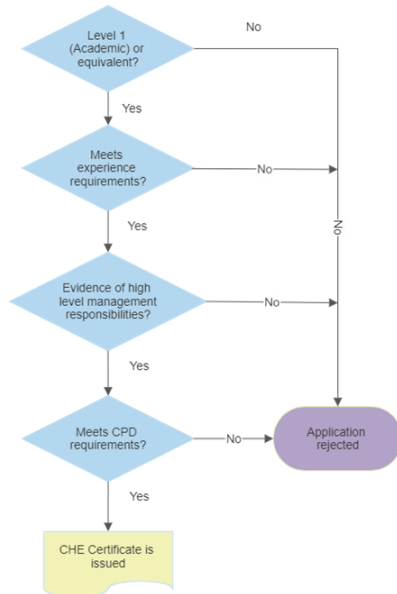 Level 1
(Academic) or
equivalent?
No
Yes
Meets
experience
requirements?
No
Yes
No
Evidence of high
level management
responsibilities?
No
Yes
Meets CPD
requirements?
No
Application
rejected
Yes
CHE Certificate is
issued